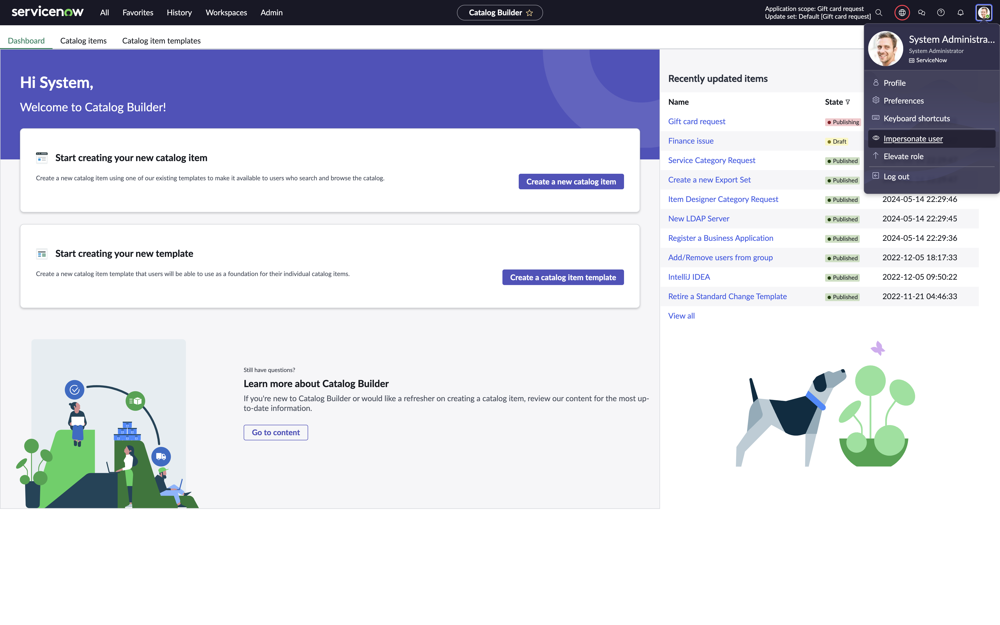 servicenow
All
Favorites
History
Workspaces
Admin
Catalog Builder
Application scope: Gift card request
Update set: Default [Gift card request]
Dashboard
Catalog items
Catalog item templates
System Administra...
System Administrator
ServiceNow
Profile
Preferences
Keyboard shortcuts
Impersonate user
Elevate role
Log out
Hi System,
Welcome to Catalog Builder!
Start creating your new catalog item
Create a new catalog item using one of our existing templates to make it available to users who search and browse the catalog.
Create a new catalog item
Start creating your new template
Create a new catalog item template that users will be able to use as a foundation for their individual catalog items.
Create a catalog item template
Still have questions?
Learn more about Catalog Builder
If you're new to Catalog Builder or would like a refresher on creating a catalog item, review our content for the most up-
to-date information.
Go to content
Recently updated items
Name State
Gift card request Publishing
Finance issue Draft
Service Category Request Published
Create a new Export Set Published
Item Designer Category Request Published 2024-05-14 22:29:46
New LDAP Server Published 2024-05-14 22:29:45
Register a Business Application Published 2024-05-14 22:29:36
Add/Remove users from group Published 2022-12-05 18:17:33
IntelliJ IDEA Published 2022-12-05 09:50:22
Retire a Standard Change Template Published 2022-11-21 04:46:33
View all